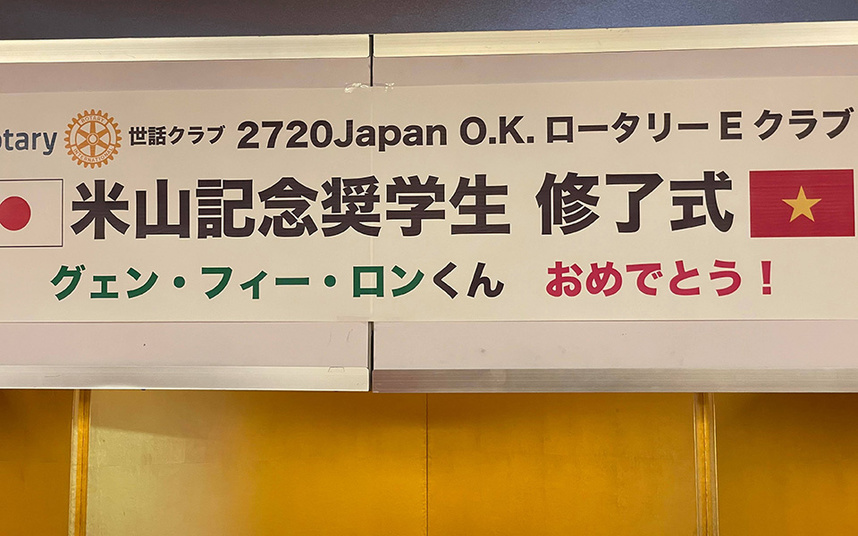 otary 世話クラブ 2720Japan O.K.ロータリーEクラブ
米山記念奨学生 修了式
グェン・フィー・ロンくん おめでとう！